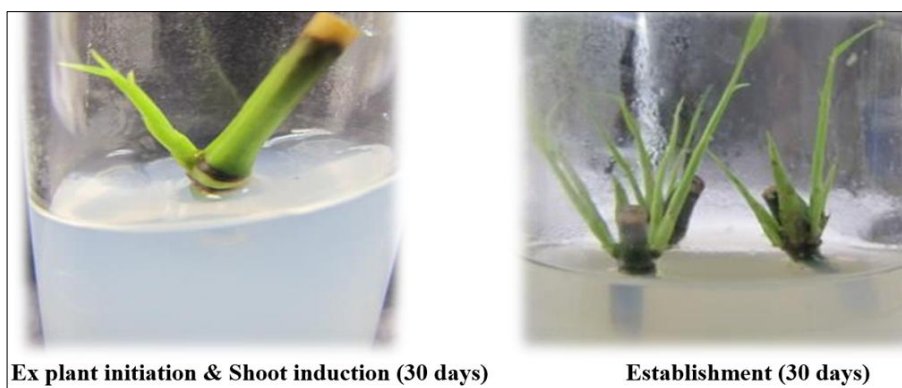 Ex plant initiation & Shoot induction (30 days)
Establishment (30 days)